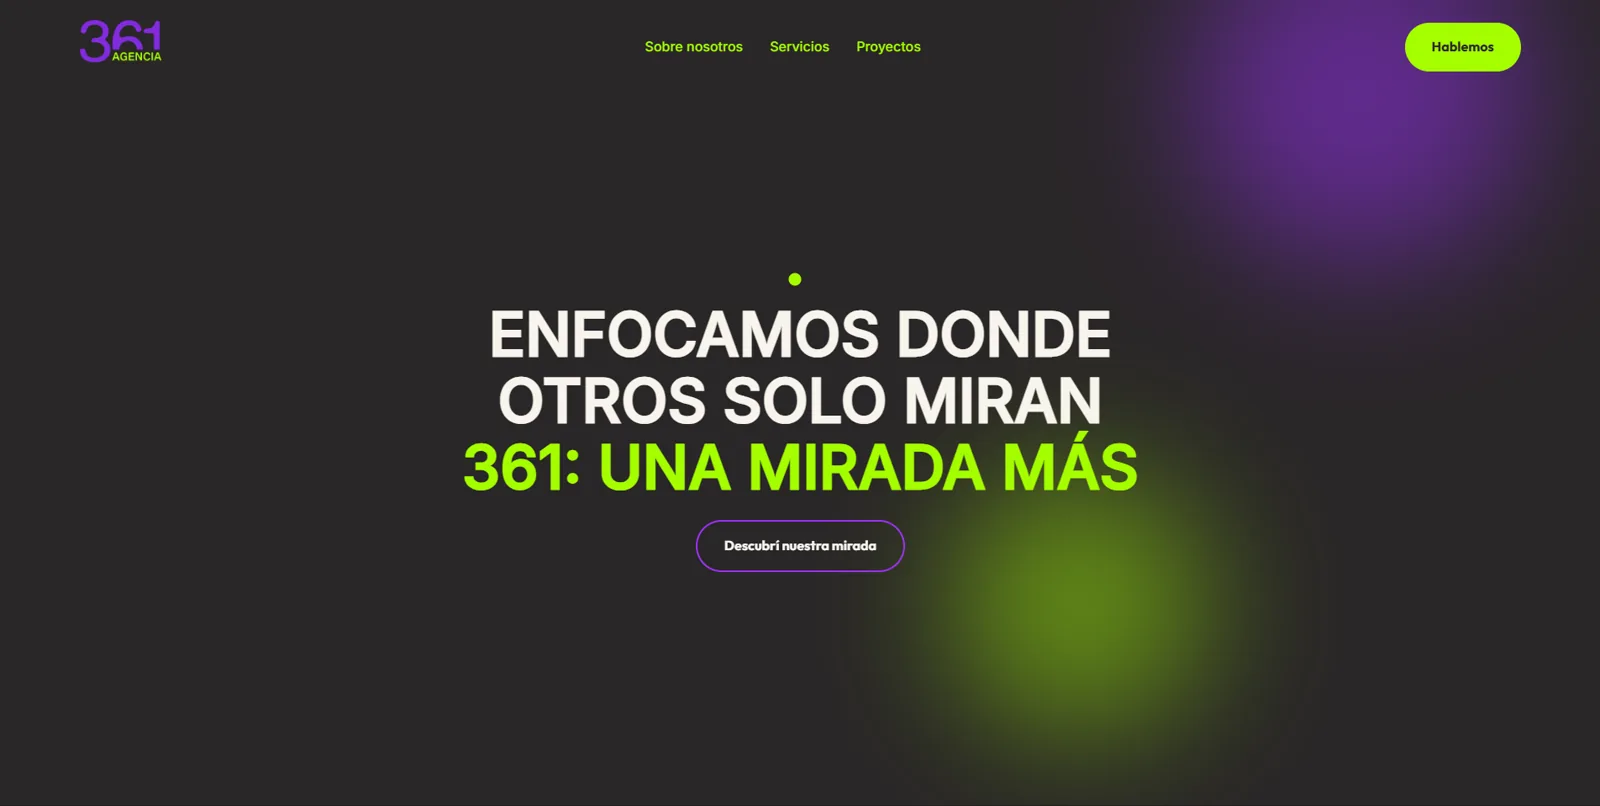 361
AGENCIA
Sobre nosotros
Servicios
Proyectos
Hablemos
ENFOCAMOS DONDE
OTROS SOLO MIRAN
361: UNA MIRADA MÁS
Descubrí nuestra mirada